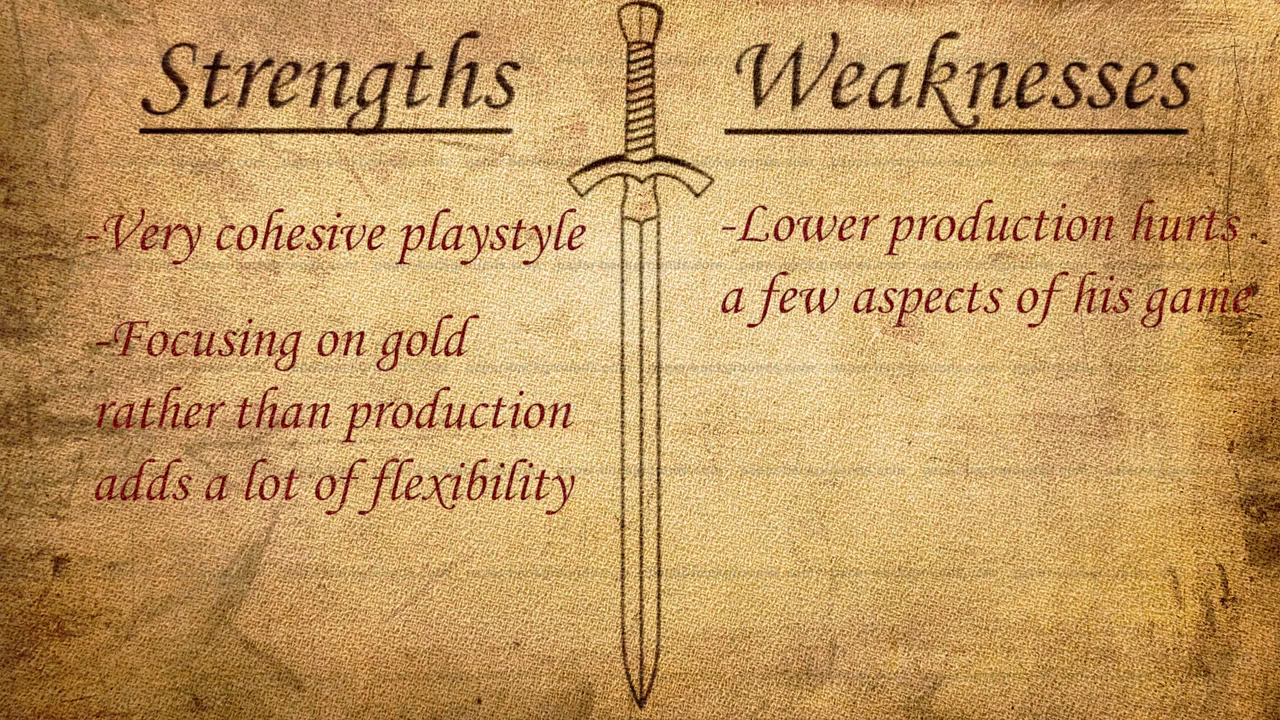 Strengths
-Very cohesive playstyle
-Focusing on gold
rather than production
adds a lot of flexibility
Weaknesses
-Lower production hurts
a few aspects of his game